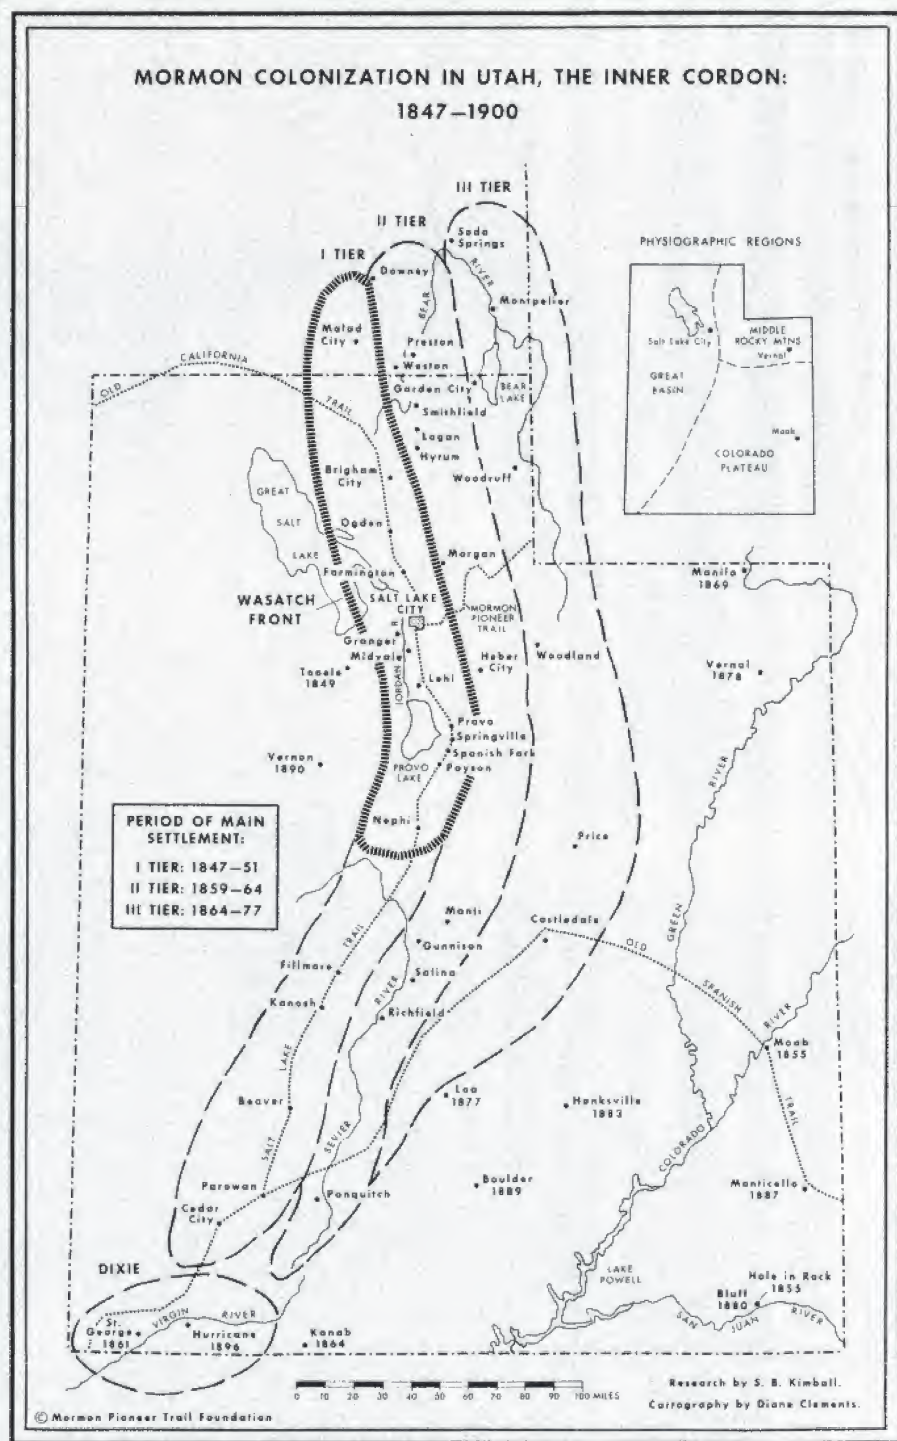 MORMON COLONIZATION IN UTAH, THE INNER CORDON:
1847–1900
III TIER
II TIER
I TIER
Soda
Springs
Downey
BEAR
RIVER
Montpelier
Malad
City
Preston
Weston
OLD
CALIFORNIA
TRAIL
Garden City
BEAR
LAKE
Smithfield
Logan
Hyrum
Woodruff
Brigham
City
GREAT
SALT
LAKE
Ogden
Morgan
Farmington
WASATCH
FRONT
SALT LAKE
CITY
MORMON
PIONEER
TRAIL
Granger
Midvale
Heber
City
Woodland
Tooele
1849
JORDAN
R
Lehi
Provo
Springville
Spanish Fork
Payson
PROVO
LAKE
Vernon
1890
Nephi
Price
PHYSIOGRAPHIC REGIONS
Salt Lake City
MIDDLE
ROCKY MTNS
Vernal
GREAT
BASIN
Moab
COLORADO
PLATEAU
Manila
1869
Vernal
1878
GREEN
RIVER
PERIOD OF MAIN
SETTLEMENT:
I TIER: 1847–51
II TIER: 1859–64
III TIER: 1864–77
Manti
Castledale
Gunnison
OLD
SPANISH
TRAIL
Fillmore
TRAIL
Salina
Kanosh
RIVER
Richfield
LAKE
RIVER
Moab
1855
Loa
1877
Hanksville
1883
Beaver
SEVIER
COLORADO
SALT
Parowan
Panquitch
Boulder
1889
Monticello
1887
Cedar
City
DIXIE
LAKE
POWELL
Hole in Rock
1855
Bluff
1880
St.
George
1861
VIRGIN
RIVER
Hurricane
1896
Kanab
1864
SAN
JUAN
RIVER
0 10 20 30 40 50 60 70 80 90 100 MILES
Research by S. B. Kimball.
Cartography by Diane Clements.
© Mormon Pioneer Trail Foundation